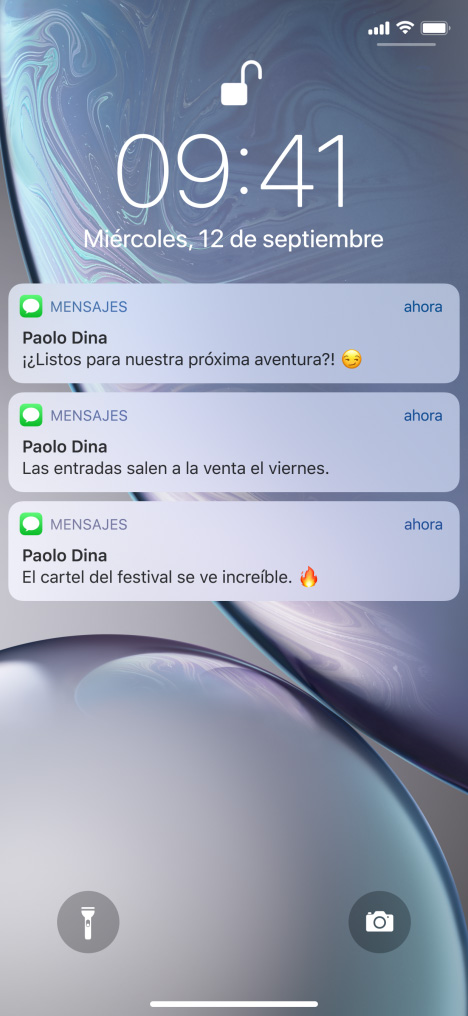 09:41
Miércoles, 12 de septiembre
MENSAJES ahora
Paolo Dina
¡¿Listos para nuestra próxima aventura?! 😏
MENSAJES ahora
Paolo Dina
Las entradas salen a la venta el viernes.
MENSAJES ahora
Paolo Dina
El cartel del festival se ve increíble. 🔥